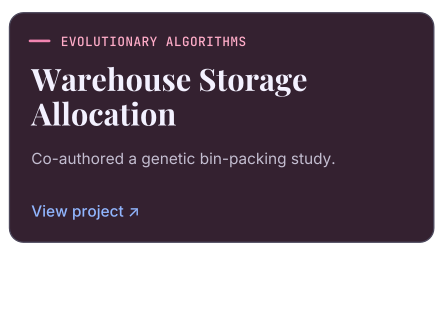 EVOLUTIONARY ALGORITHMS
Warehouse Storage
Allocation
Co-authored a genetic bin-packing study.
View project ↗